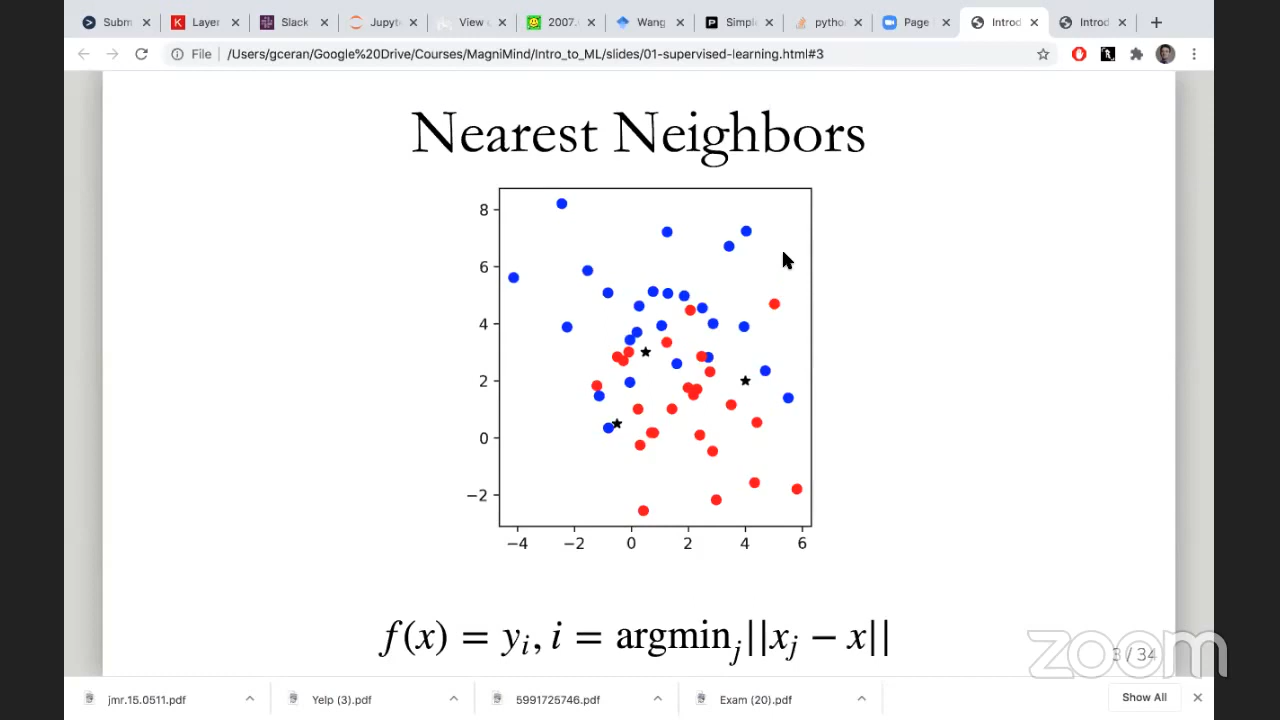 Subm
Layer
Slack
Jupyt
View c
2007.
Wang
Simpl
pytho
Page
Introd
Introd
File
/Users/gceran/Google%20Drive/Courses/MagniMind/Intro_to_ML/slides/01-supervised-learning.html#3
Nearest Neighbors
8
6
4
2
0
−2
−4 −2 0 2 4 6
f(x) = y_i, i = argmin_j||x_j − x||
3 / 34
zoom
jmr.15.0511.pdf
Yelp (3).pdf
5991725746.pdf
Exam (20).pdf
Show All